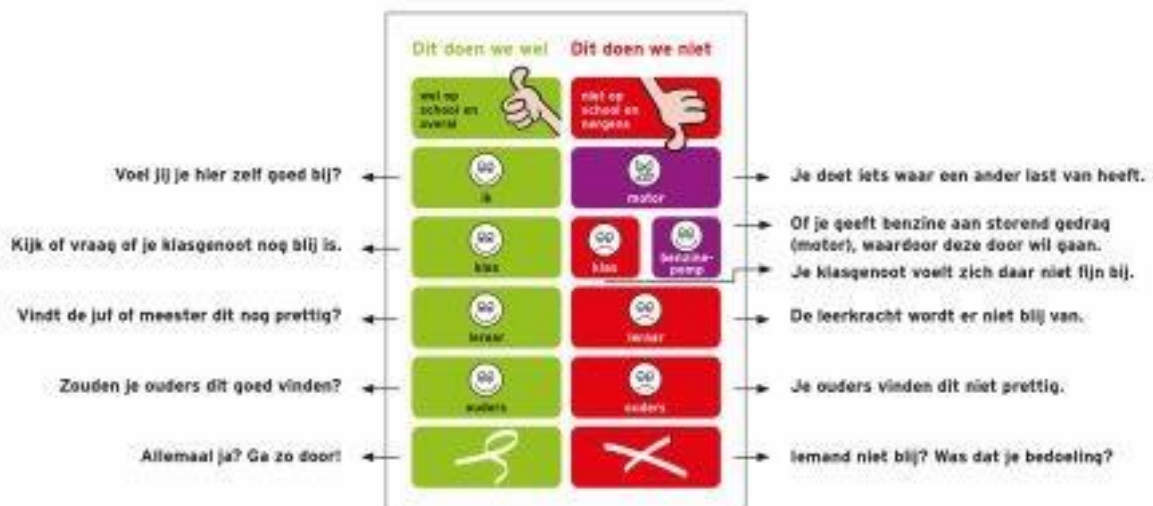 Dit doen we wel
Dit doen we niet
wel op
school en
overal
niet op
school en
nergens
Voel jij je hier zelf goed bij?
ik
motor
Je doet iets waar een ander last van heeft.
Kijk of vraag of je klasgenoot nog blij is.
klas
klas
benzine-
pomp
Of je geeft benzine aan storend gedrag
(motor), waardoor deze door wil gaan.
Je klasgenoot voelt zich daar niet fijn bij.
Vindt de juf of meester dit nog prettig?
leraar
leraar
De leerkracht wordt er niet blij van.
Zouden je ouders dit goed vinden?
ouders
ouders
Je ouders vinden dit niet prettig.
Allemaal ja? Ga zo door!
Iemand niet blij? Was dat je bedoeling?